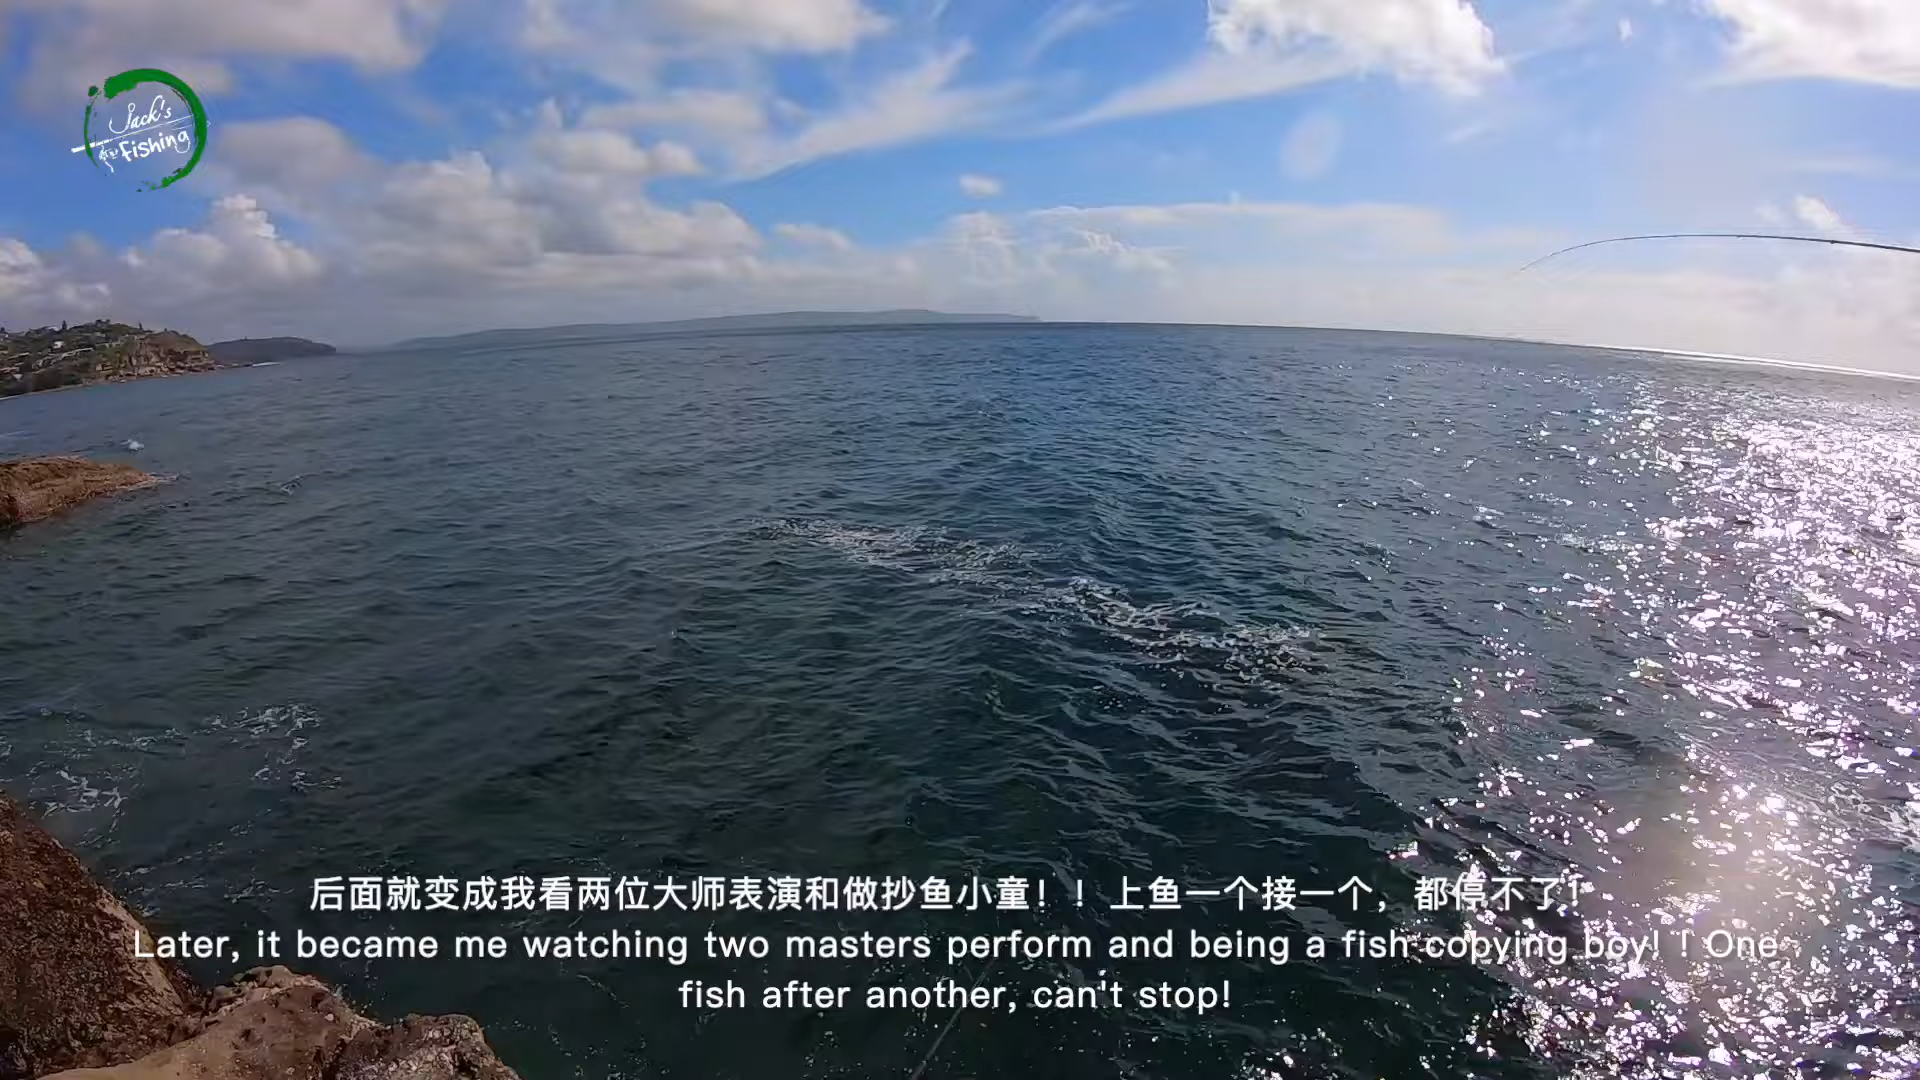 Jack's
Fishing
后面就变成我看两位大师表演和做抄鱼小童！！上鱼一个接一个，都停不了！
Later, it became me watching two masters perform and being a fish copying boy! ! One
fish after another, can't stop!